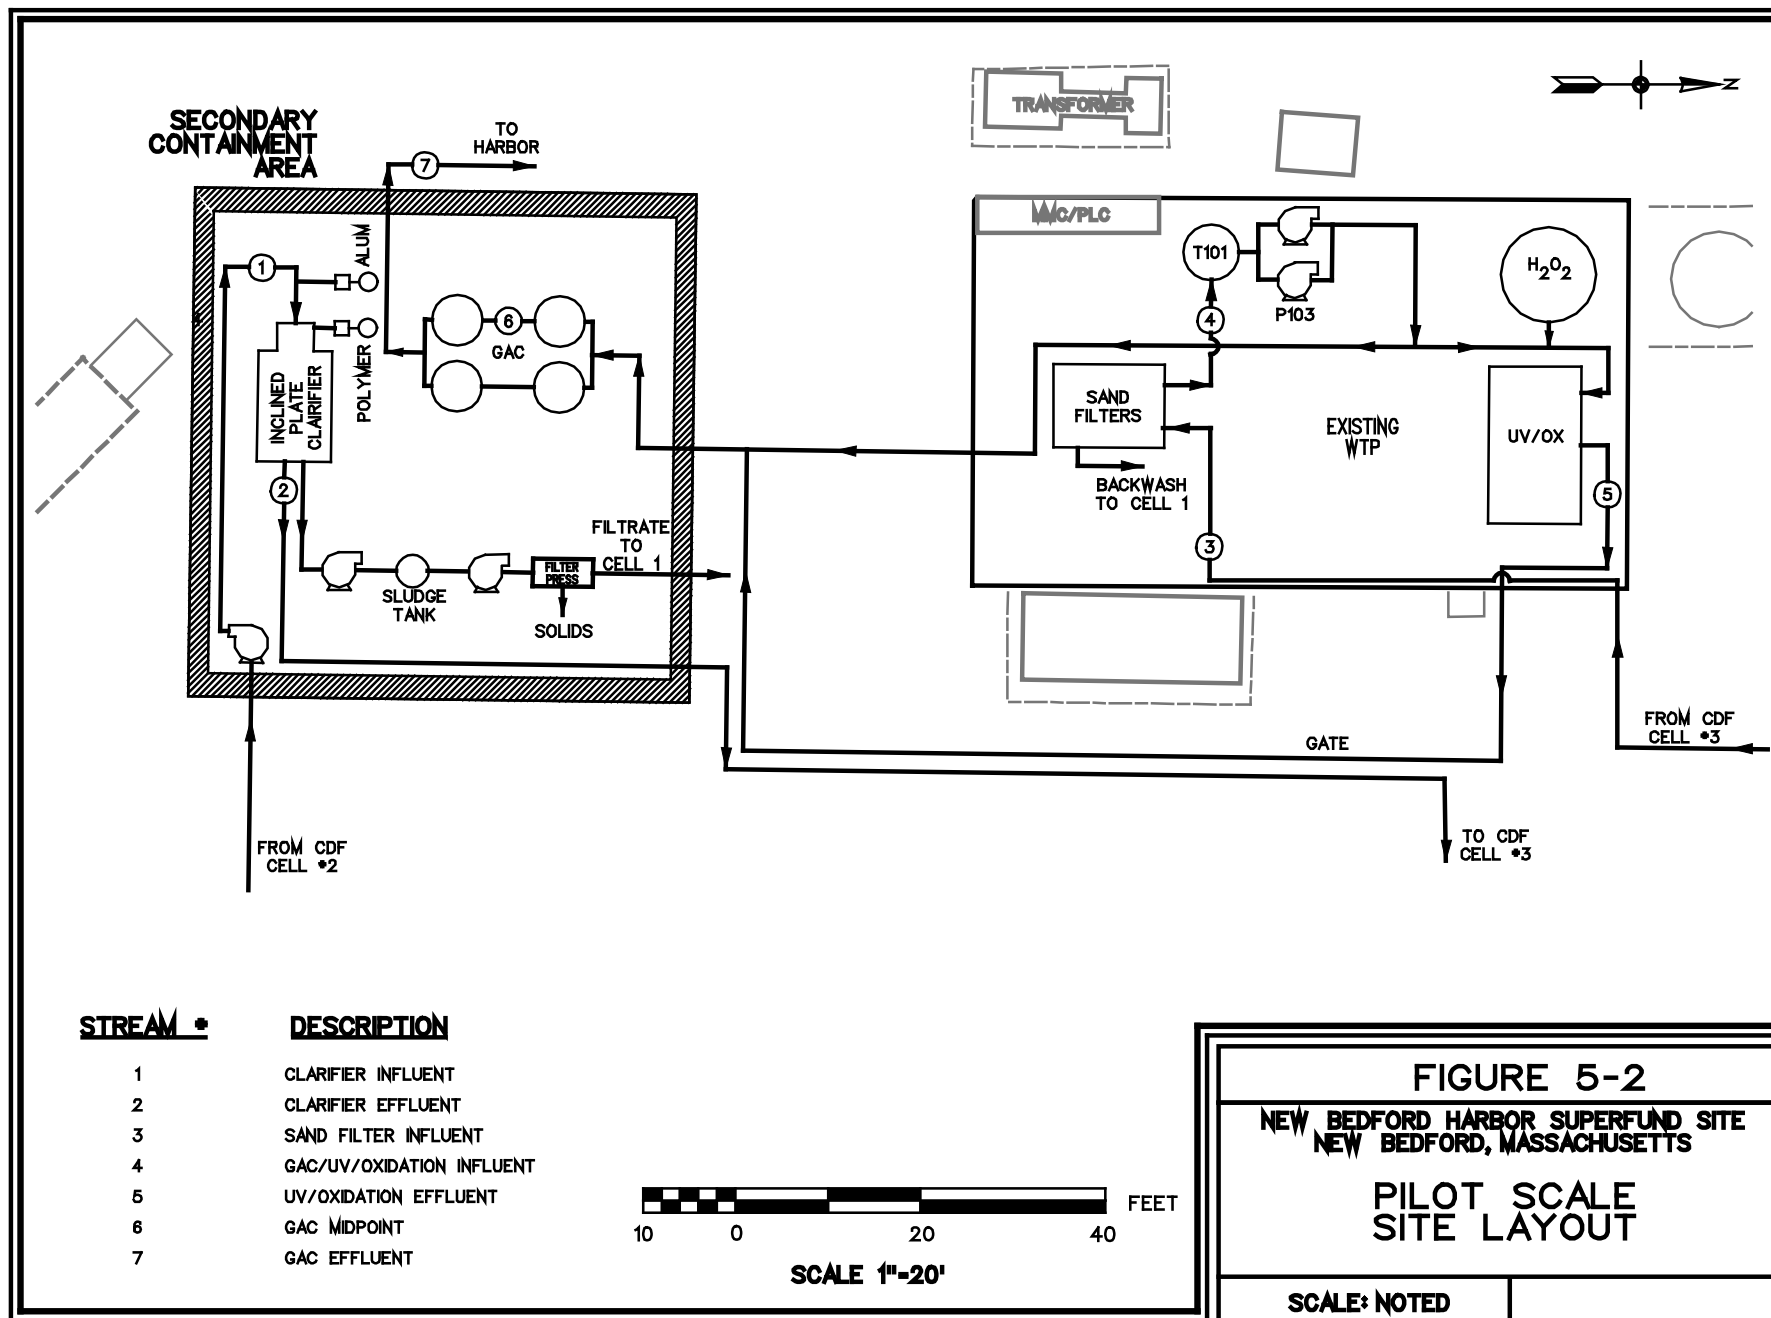 SECONDARY
CONTAINMENT
AREA
TO
HARBOR
7
TRANSFORMER
N
1
ALUM
POLYMER
INCLINED
PLATE
CLAIRIFIER
6
GAC
2
SLUDGE
TANK
FILTER
PRESS
SOLIDS
FILTRATE
TO
CELL 1
FROM CDF
CELL #2
MMC/PLC
T101
P103
H2O2
4
SAND
FILTERS
BACKWASH
TO CELL 1
EXISTING
WTP
UV/OX
5
3
GATE
FROM CDF
CELL #3
TO CDF
CELL #3
STREAM # DESCRIPTION
1 CLARIFIER INFLUENT
2 CLARIFIER EFFLUENT
3 SAND FILTER INFLUENT
4 GAC/UV/OXIDATION INFLUENT
5 UV/OXIDATION EFFLUENT
6 GAC MIDPOINT
7 GAC EFFLUENT
10 0 20 40 FEET
SCALE 1"=20'
FIGURE 5-2
NEW BEDFORD HARBOR SUPERFUND SITE
NEW BEDFORD, MASSACHUSETTS
PILOT SCALE
SITE LAYOUT
SCALE: NOTED